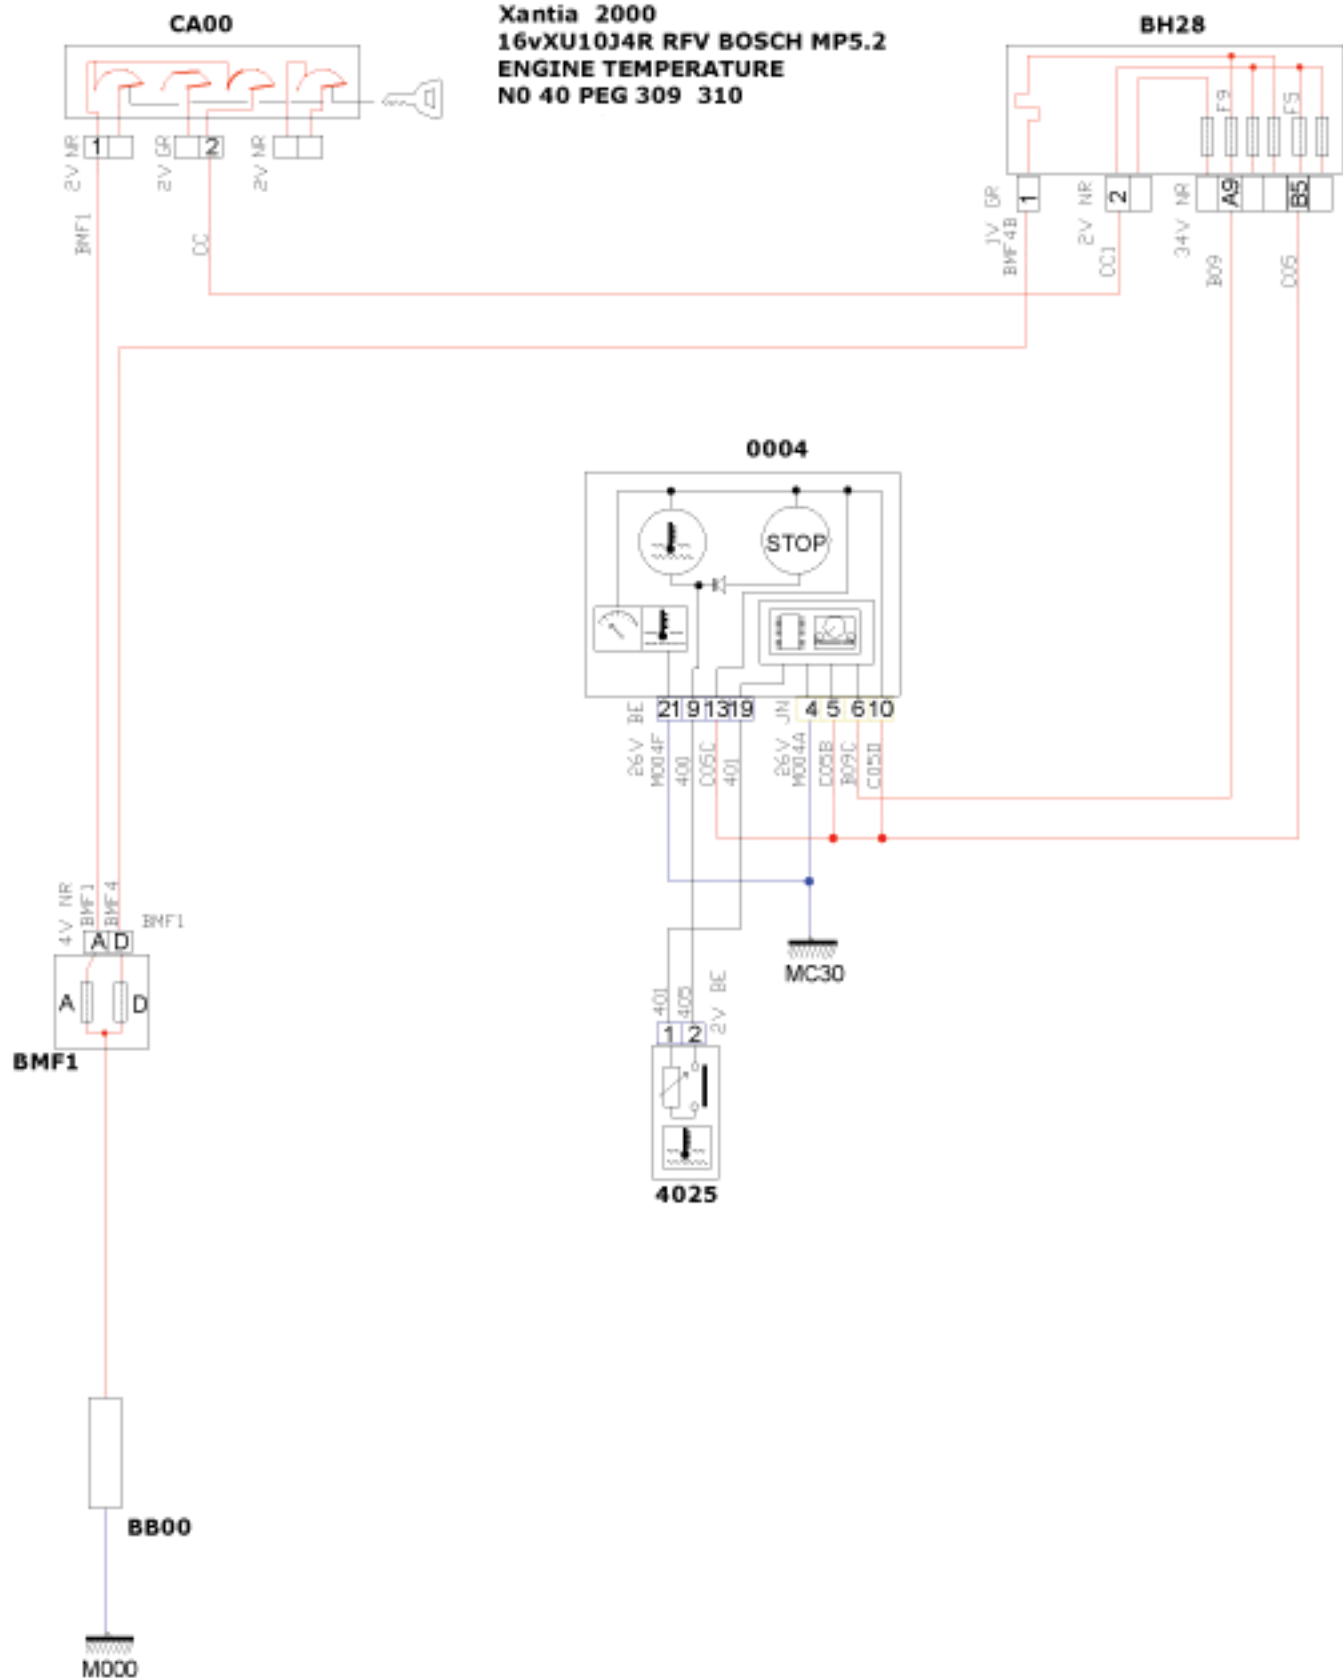 Xantia 2000
16vXU10J4R RFV BOSCH MP5.2
ENGINE TEMPERATURE
N0 40 PEG 309 310
CA00
BH28
F9
F5
2V NR
1
2V GR
2
2V NR
BMF1
CC
1V GR
1
BMF4B
2V NR
2
CC1
34V NR
A9
B5
B09
C05
0004
STOP
26V BE
21 9 13 19
M004F
400
C05C
401
26V JN
4 5 6 10
M004A
C05B
B09C
C05D
MC30
4V NR
BMF1
BMF4
BMF1
A D
A
D
BMF1
401
405
2V BE
1 2
4025
BB00
M000